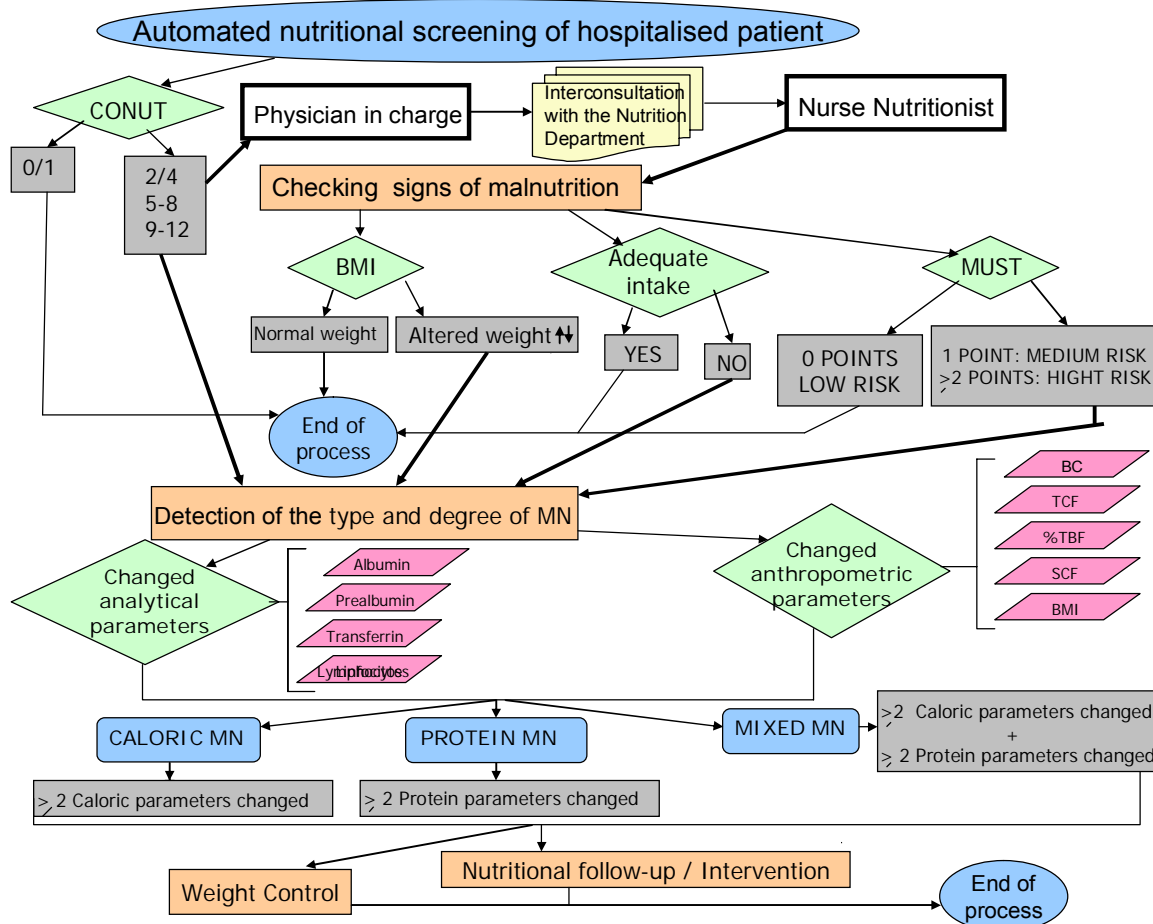 Automated nutritional screening of hospitalised patient
CONUT
Physician in charge
Interconsultation
with the Nutrition
Department
Nurse Nutritionist
0/1
2/4
5-8
9-12
Checking signs of malnutrition
BMI
Adequate
intake
MUST
Normal weight
Altered weight
YES
NO
0 POINTS
LOW RISK
1 POINT: MEDIUM RISK
≥2 POINTS: HIGHT RISK
End of
process
Detection of the type and degree of MN
Changed
analytical
parameters
Albumin
Prealbumin
Transferrin
Changed
anthropometric
parameters
BC
TCF
%TBF
SCF
BMI
CALORIC MN
PROTEIN MN
MIXED MN
≥2 Caloric parameters changed
+
≥ 2 Protein parameters changed
≥ 2 Caloric parameters changed
≥ 2 Protein parameters changed
Weight Control
Nutritional follow-up / Intervention
End of
process